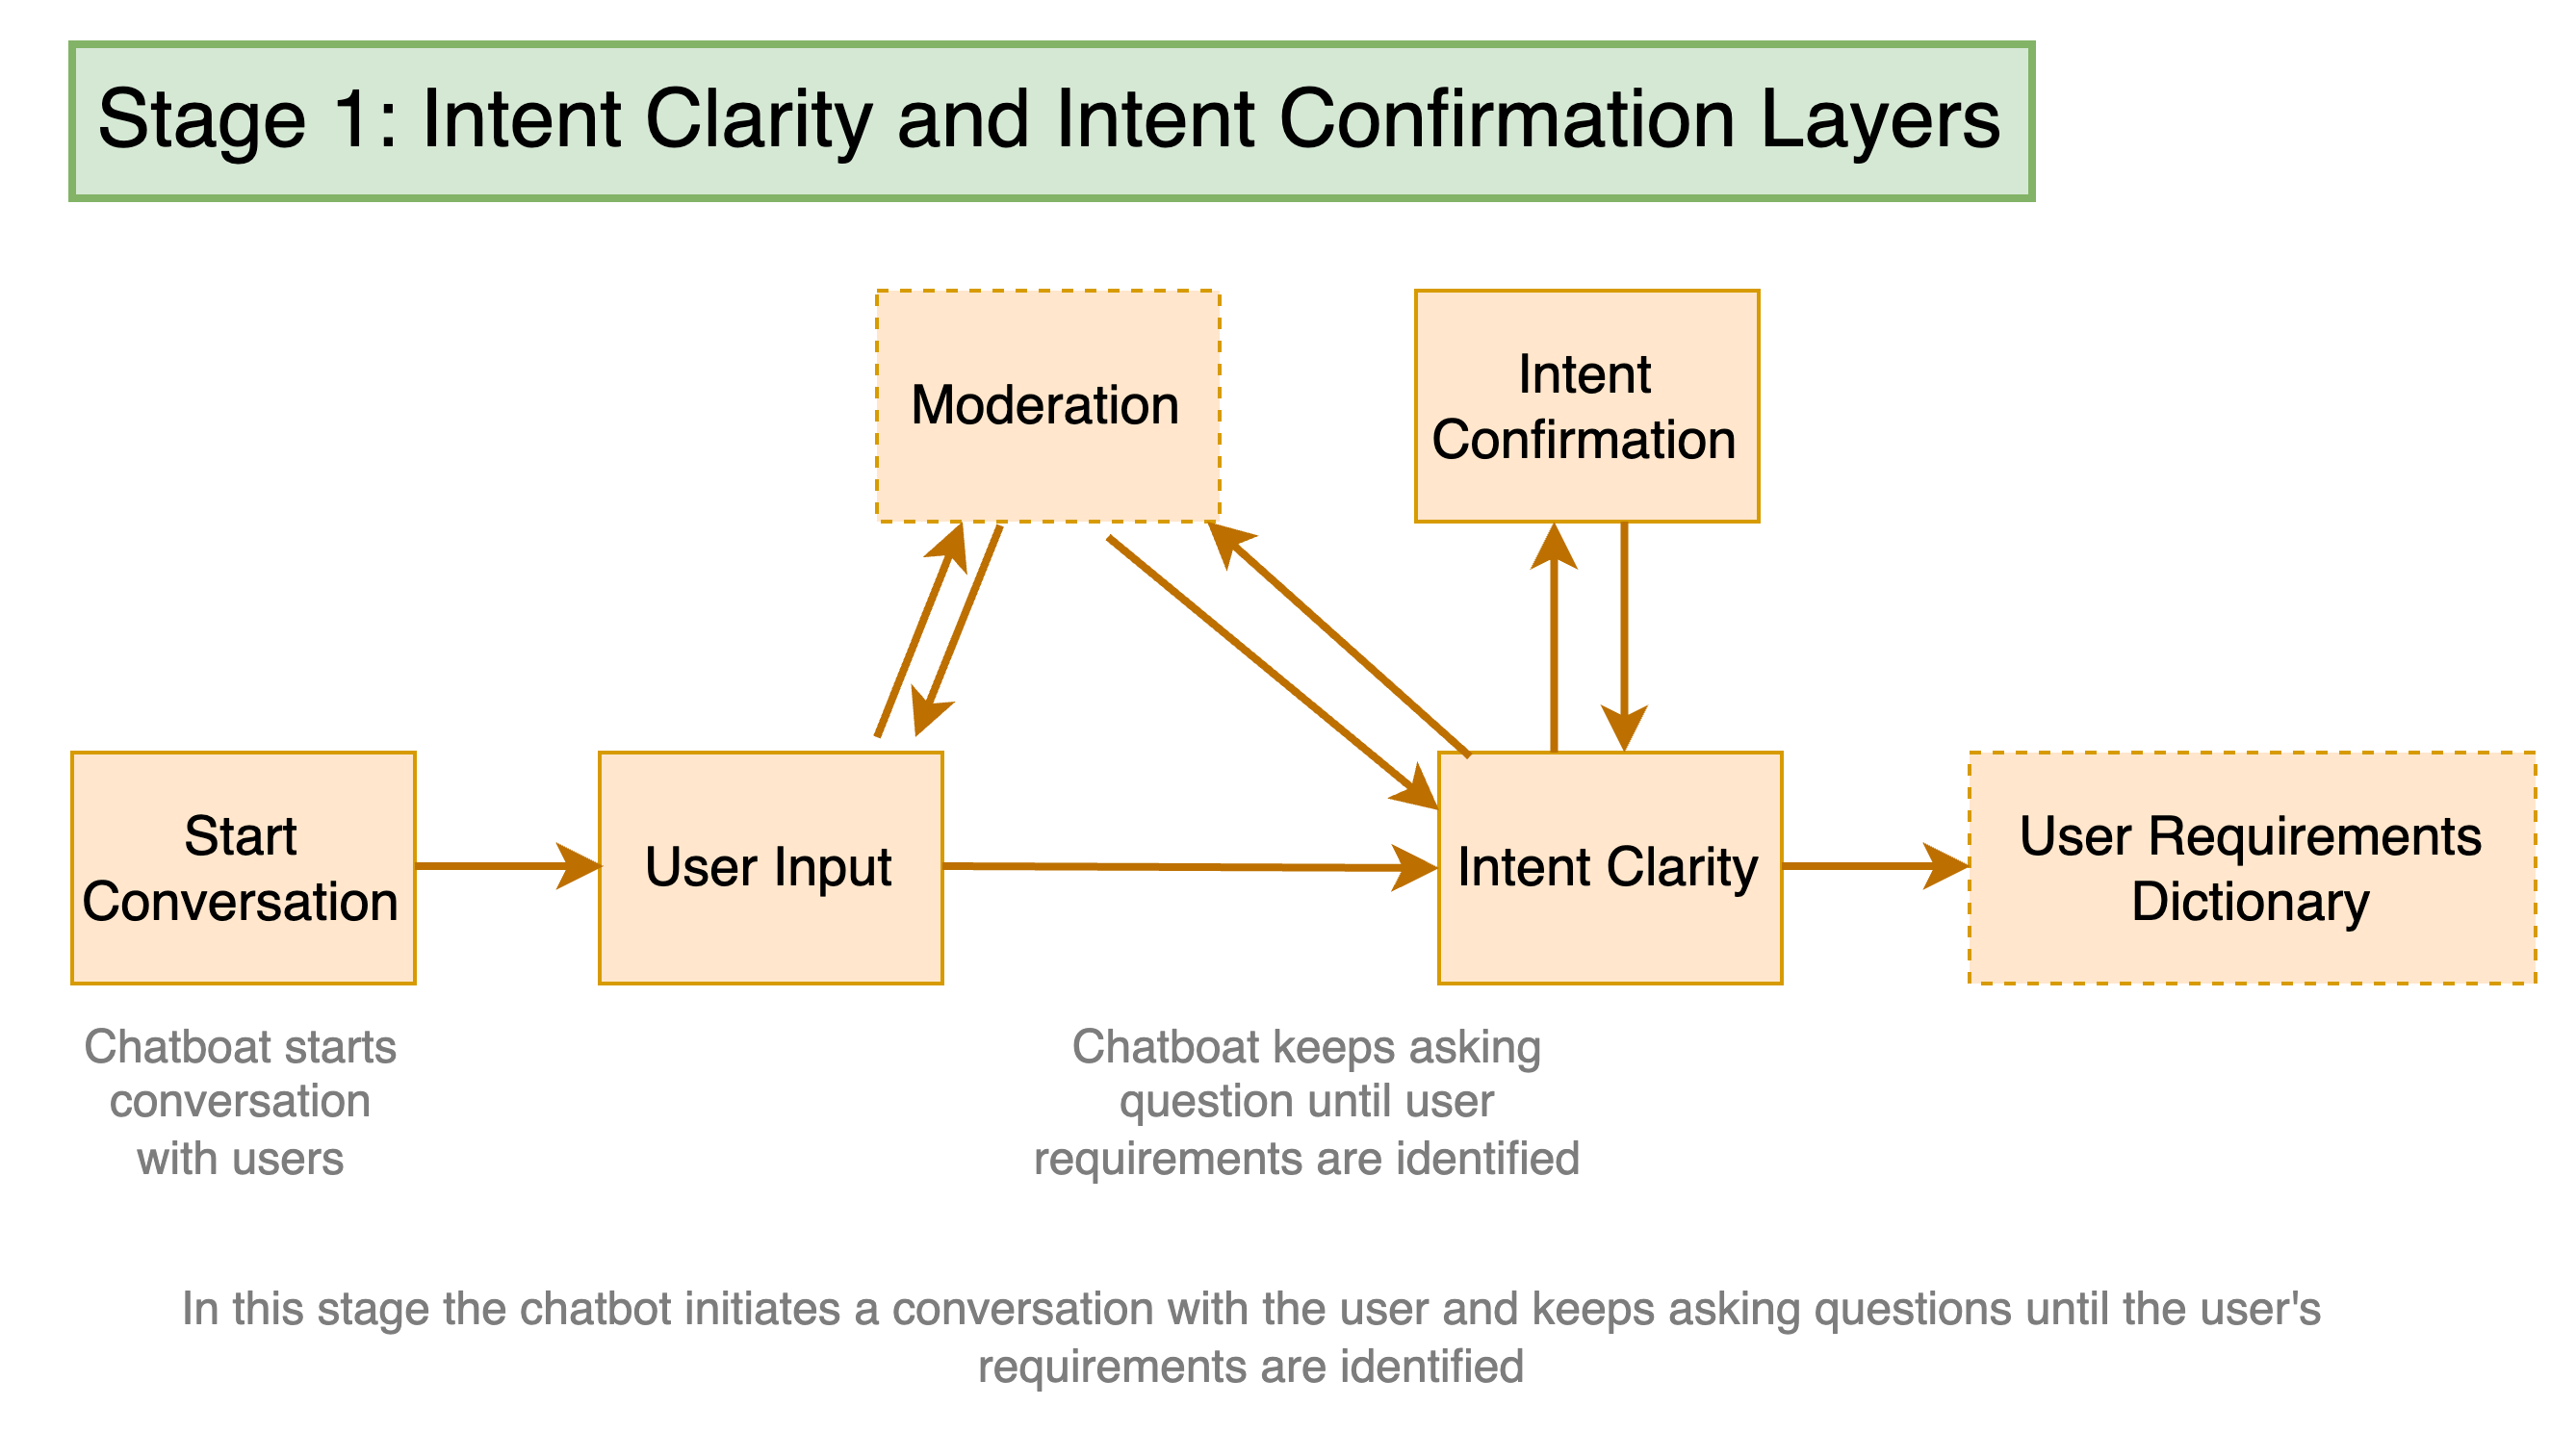 Stage 1: Intent Clarity and Intent Confirmation Layers
Moderation
Intent
Confirmation
Start
Conversation
User Input
Intent Clarity
User Requirements
Dictionary
Chatboat starts
conversation
with users
Chatboat keeps asking
question until user
requirements are identified
In this stage the chatbot initiates a conversation with the user and keeps asking questions until the user's
requirements are identified